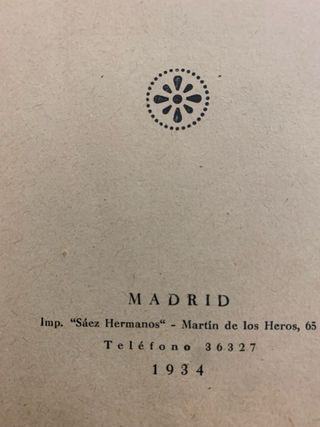 MADRID
Imp. "Sáez Hermanos" - Martín de los Heros, 65
Teléfono 36327
1934